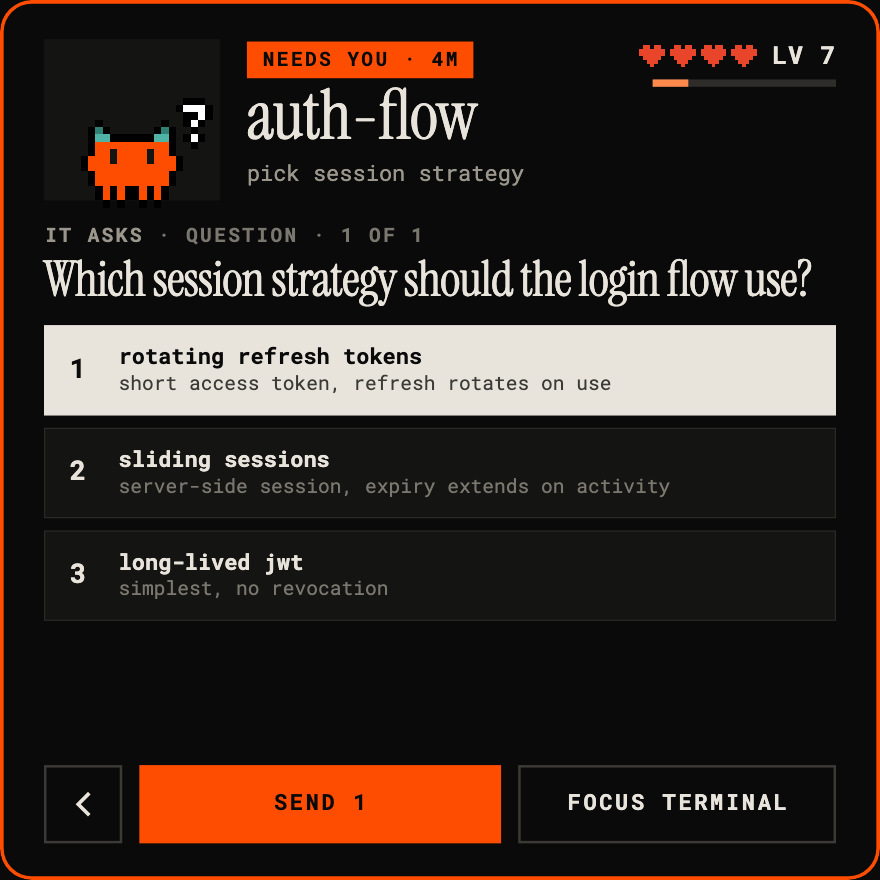 NEEDS YOU · 4M
LV 7
auth-flow
pick session strategy
?
IT ASKS · QUESTION · 1 OF 1
Which session strategy should the login flow use?
1 rotating refresh tokens
short access token, refresh rotates on use
2 sliding sessions
server-side session, expiry extends on activity
3 long-lived jwt
simplest, no revocation
SEND 1
FOCUS TERMINAL